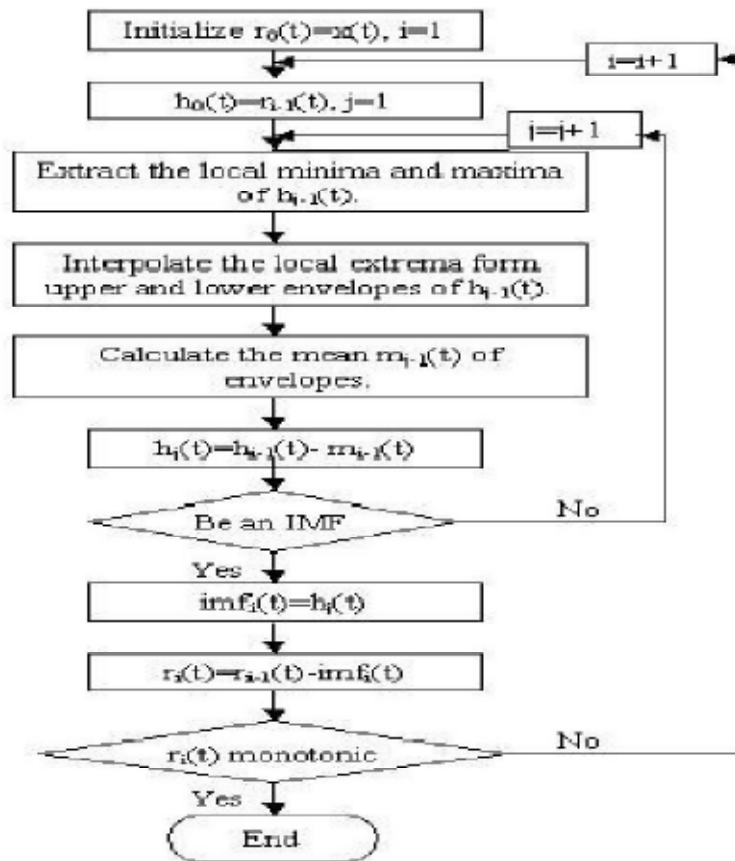 Initialize r₀(t)=x(t), i=1
i=i+1
h₀(t)=rᵢ₋₁(t), j=1
j=j+1
Extract the local minima and maxima
of hⱼ₋₁(t).
Interpolate the local extrema form
upper and lower envelopes of hⱼ₋₁(t).
Calculate the mean mⱼ₋₁(t) of
envelopes.
hⱼ(t)=hⱼ₋₁(t)- mⱼ₋₁(t)
Be an IMF
No
Yes
imfᵢ(t)=hⱼ(t)
rᵢ(t)=rᵢ₋₁(t)-imfᵢ(t)
rᵢ(t) monotonic
No
Yes
End